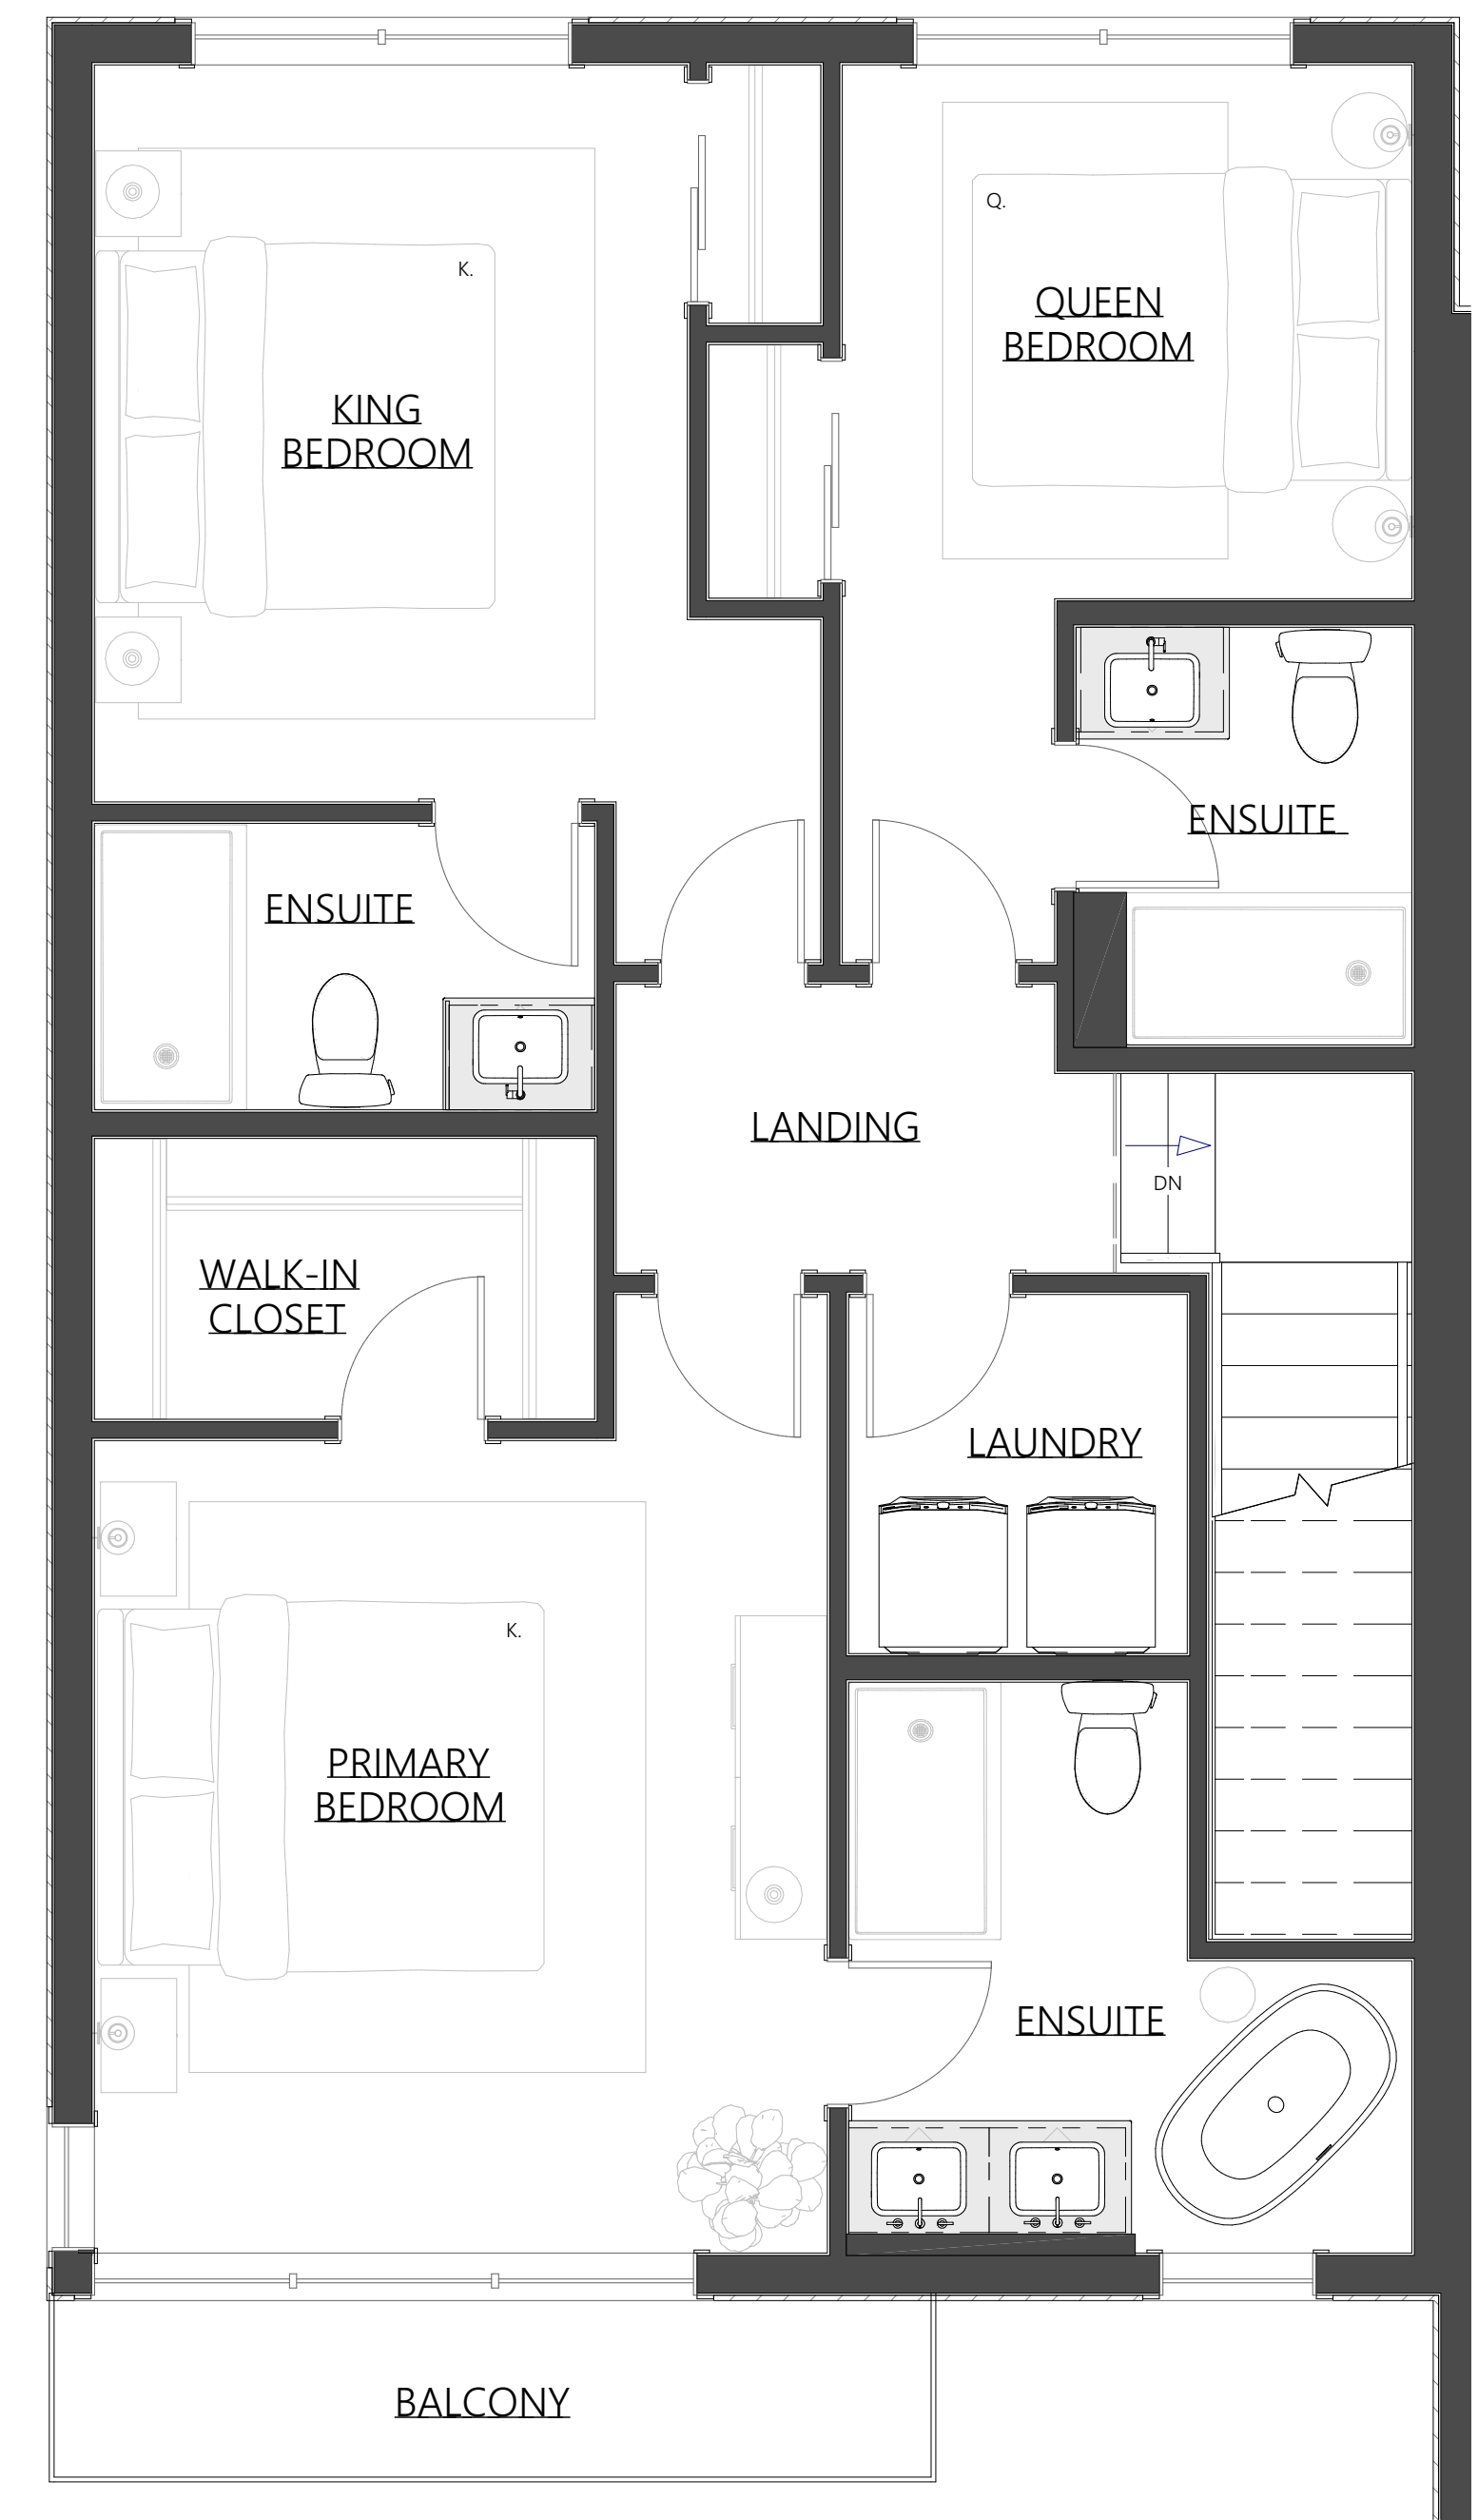 Q.
K.
QUEEN
BEDROOM
KING
BEDROOM
ENSUITE
ENSUITE
LANDING
DN
WALK-IN
CLOSET
LAUNDRY
K.
PRIMARY
BEDROOM
ENSUITE
BALCONY